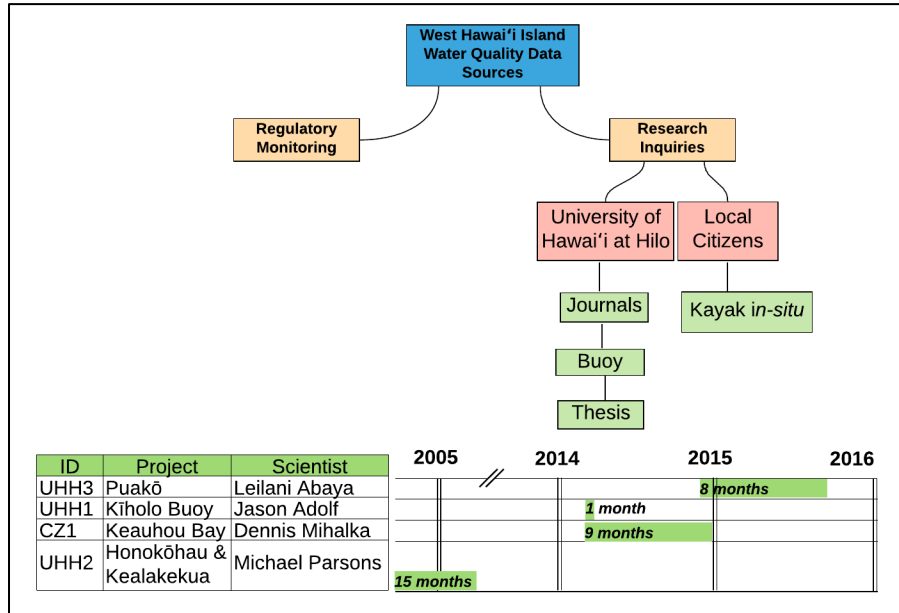 West Hawaiʻi Island
Water Quality Data
Sources
Regulatory
Monitoring
Research
Inquiries
University of
Hawaiʻi at Hilo
Local
Citizens
Journals
Kayak in-situ
Buoy
Thesis
2005 // 2014 2015 2016
ID Project Scientist
UHH3 Puakō Leilani Abaya 8 months
UHH1 Kīholo Buoy Jason Adolf 1 month
CZ1 Keauhou Bay Dennis Mihalka 9 months
UHH2 Honokōhau &
Kealakekua Michael Parsons
15 months